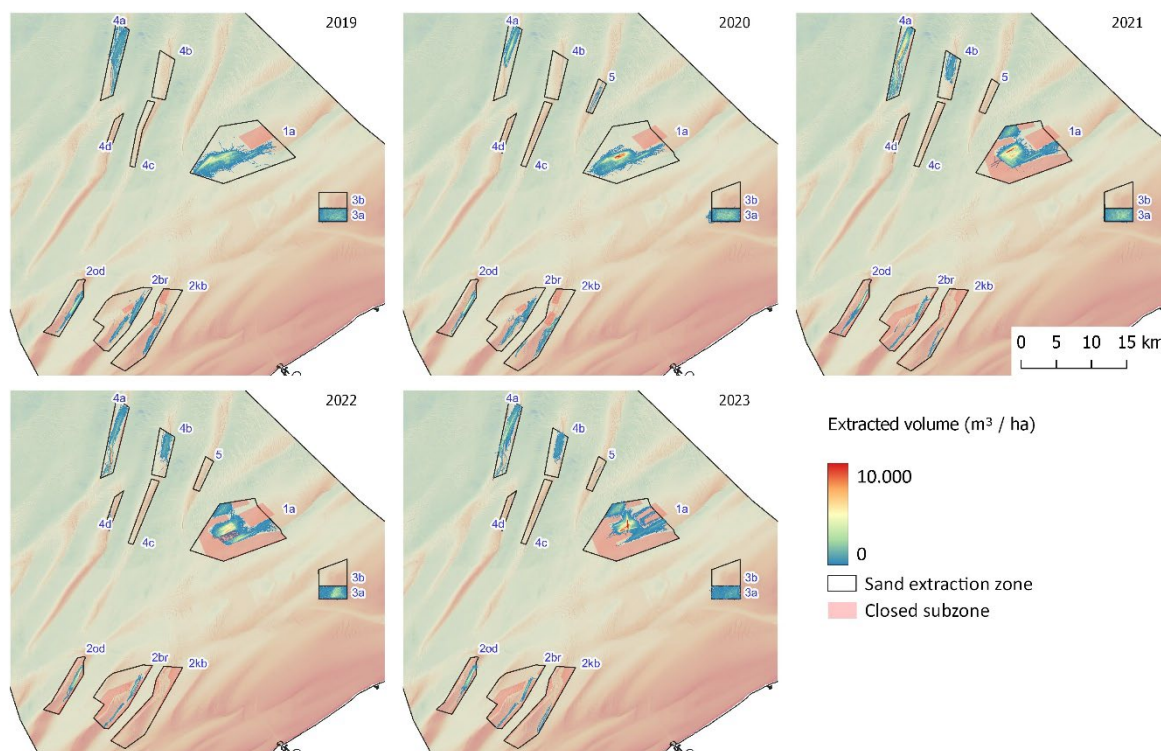 2019
4a
4b
1a
4d
4c
3b
3a
2od
2br
2kb
2020
4a
4b
5
1a
4d
4c
3b
3a
2od
2br
2kb
2021
4a
4b
5
1a
4d
4c
3b
3a
2od
2br
2kb
0 5 10 15 km
2022
4a
4b
5
1a
4d
4c
3b
3a
2od
2br
2kb
2023
4a
4b
5
1a
4d
4c
3b
3a
2od
2br
2kb
Extracted volume (m³ / ha)
10.000
0
Sand extraction zone
Closed subzone